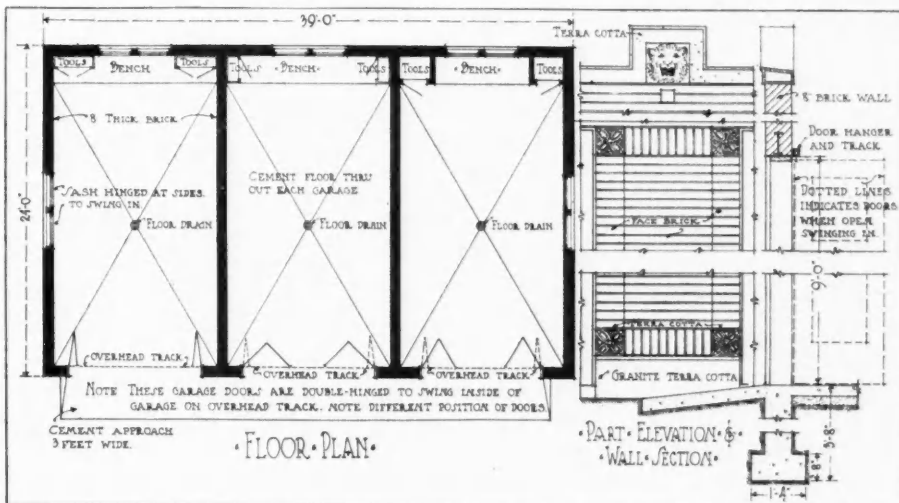 39'-0"
TOOLS
BENCH
TOOLS
TOOLS
·BENCH·
TOOLS
TOOLS
·BENCH·
TOOLS
8" THICK BRICK
24'-0"
SASH HINGED AT SIDES
TO SWING IN.
CEMENT FLOOR THRU
OUT EACH GARAGE
FLOOR DRAIN
FLOOR DRAIN
FLOOR DRAIN
OVERHEAD TRACK
OVERHEAD TRACK
OVERHEAD TRACK
NOTE THESE GARAGE DOORS ARE DOUBLE-HINGED TO SWING INSIDE OF
GARAGE ON OVERHEAD TRACK. NOTE DIFFERENT POSITION OF DOORS.
CEMENT APPROACH
3 FEET WIDE.
·FLOOR·PLAN·
TERRA COTTA
8" BRICK WALL
DOOR HANGER
AND TRACK
DOTTED LINES
INDICATES DOORS
WHEN OPEN
SWINGING IN.
FACE BRICK
9'-0"
TERRA COTTA
GRANITE TERRA COTTA
·PART·ELEVATION·&
·WALL·SECTION·
3'-8"
8"
1'-4"